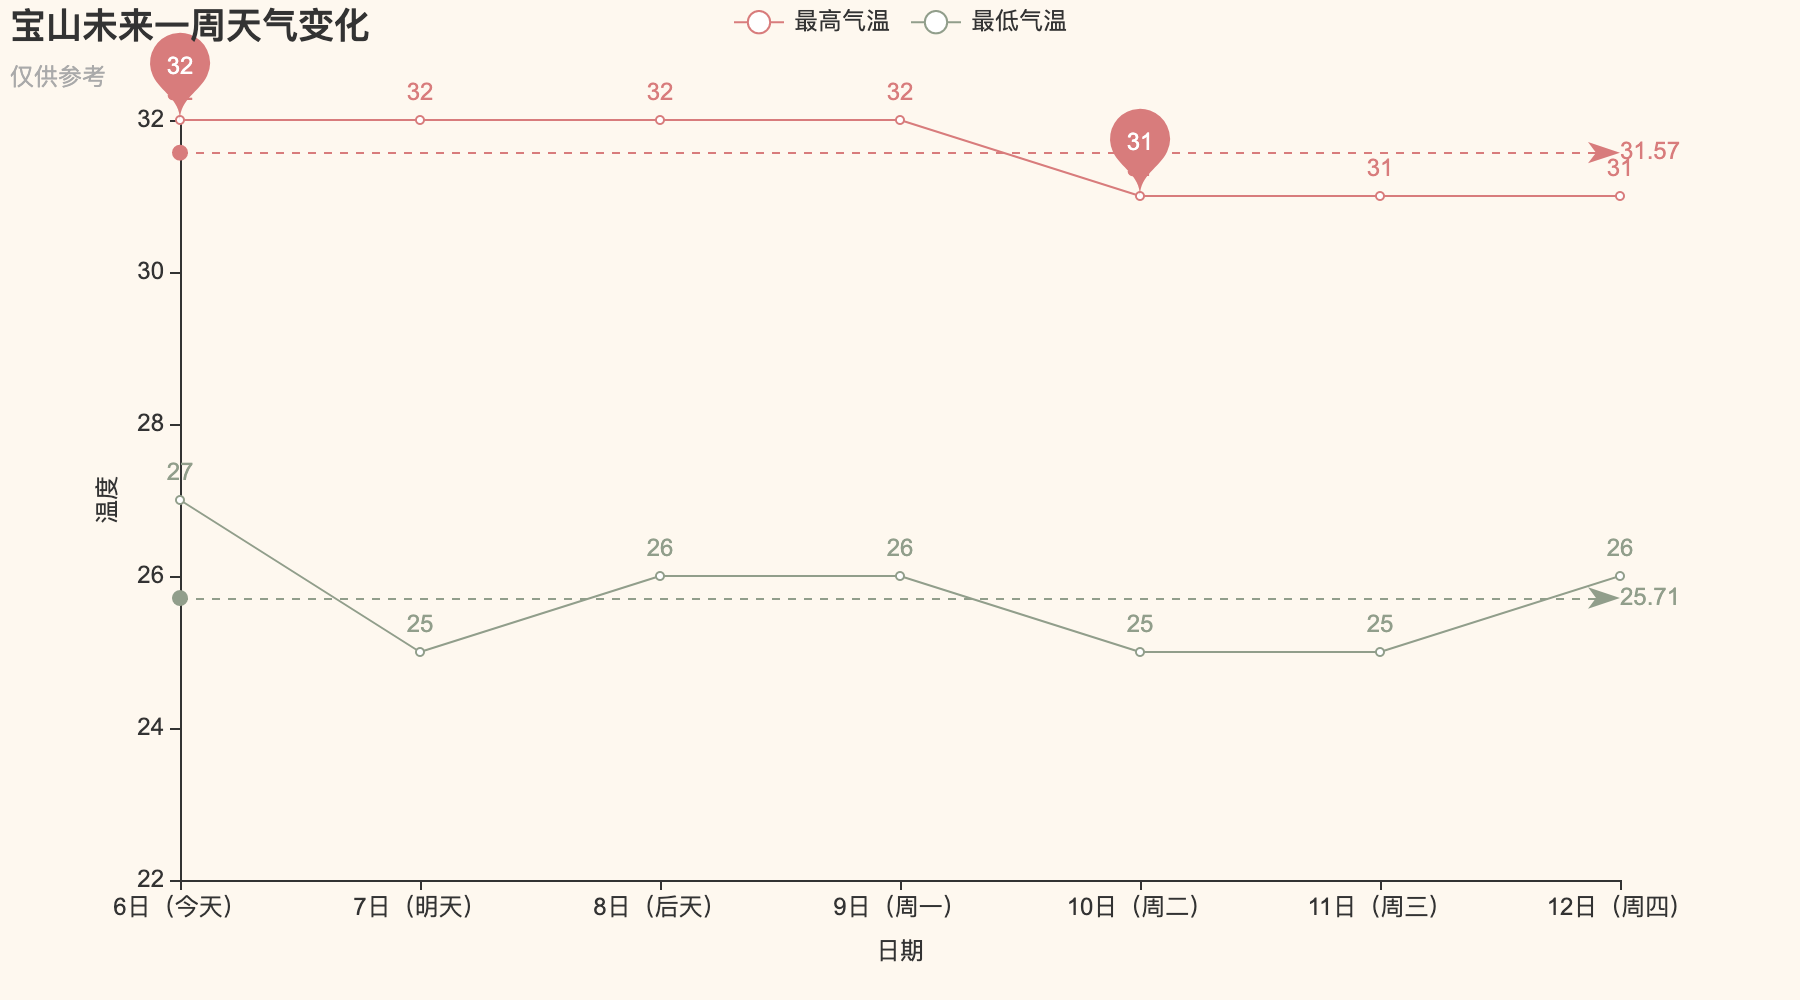 宝山未来一周天气变化
仅供参考
最高气温
最低气温
32
32
32
32
31
31
31
31.57
27
25
26
26
25
25
26
25.71
32
30
28
26
24
22
温度
6日（今天）
7日（明天）
8日（后天）
9日（周一）
10日（周二）
11日（周三）
12日（周四）
日期